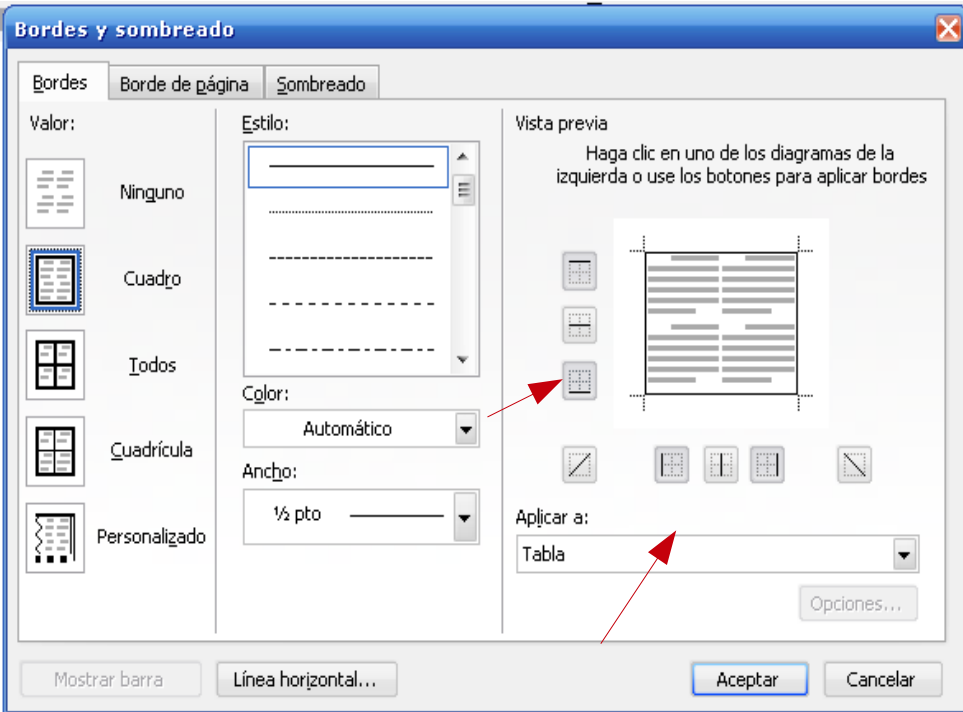 Bordes y sombreado
Bordes
Borde de página
Sombreado
Valor:
Ninguno
Cuadro
Todos
Cuadrícula
Personalizado
Estilo:
Color:
Automático
Ancho:
½ pto
Vista previa
Haga clic en uno de los diagramas de la
izquierda o use los botones para aplicar bordes
Aplicar a:
Tabla
Opciones...
Mostrar barra
Línea horizontal...
Aceptar
Cancelar